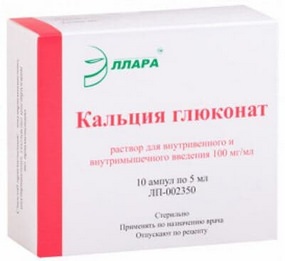 ЭЛЛАРА™
Кальция глюконат
раствор для внутривенного и
внутримышечного введения 100 мг/мл
10 ампул по 5 мл
ЛП-002350
Стерильно
Применять по назначению врача
Отпускают по рецепту